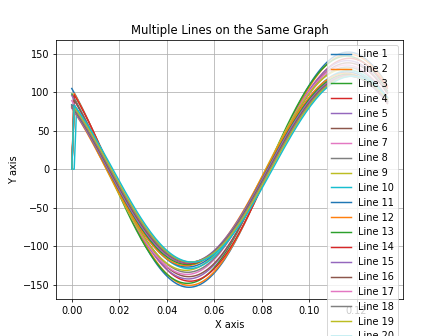 Multiple Lines on the Same Graph
Y axis
150
100
50
0
−50
−100
−150
0.00
0.02
0.04
0.06
0.08
0.10
X axis
Line 1
Line 2
Line 3
Line 4
Line 5
Line 6
Line 7
Line 8
Line 9
Line 10
Line 11
Line 12
Line 13
Line 14
Line 15
Line 16
Line 17
Line 18
Line 19
Line 20